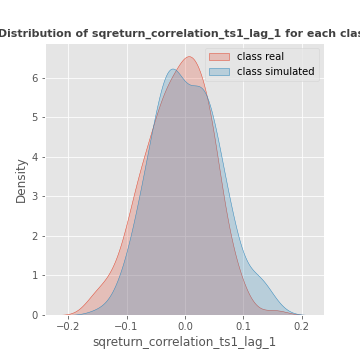 Distribution of sqreturn_correlation_ts1_lag_1 for each clas
class real
class simulated
Density
6
5
4
3
2
1
0
−0.2 −0.1 0.0 0.1 0.2
sqreturn_correlation_ts1_lag_1